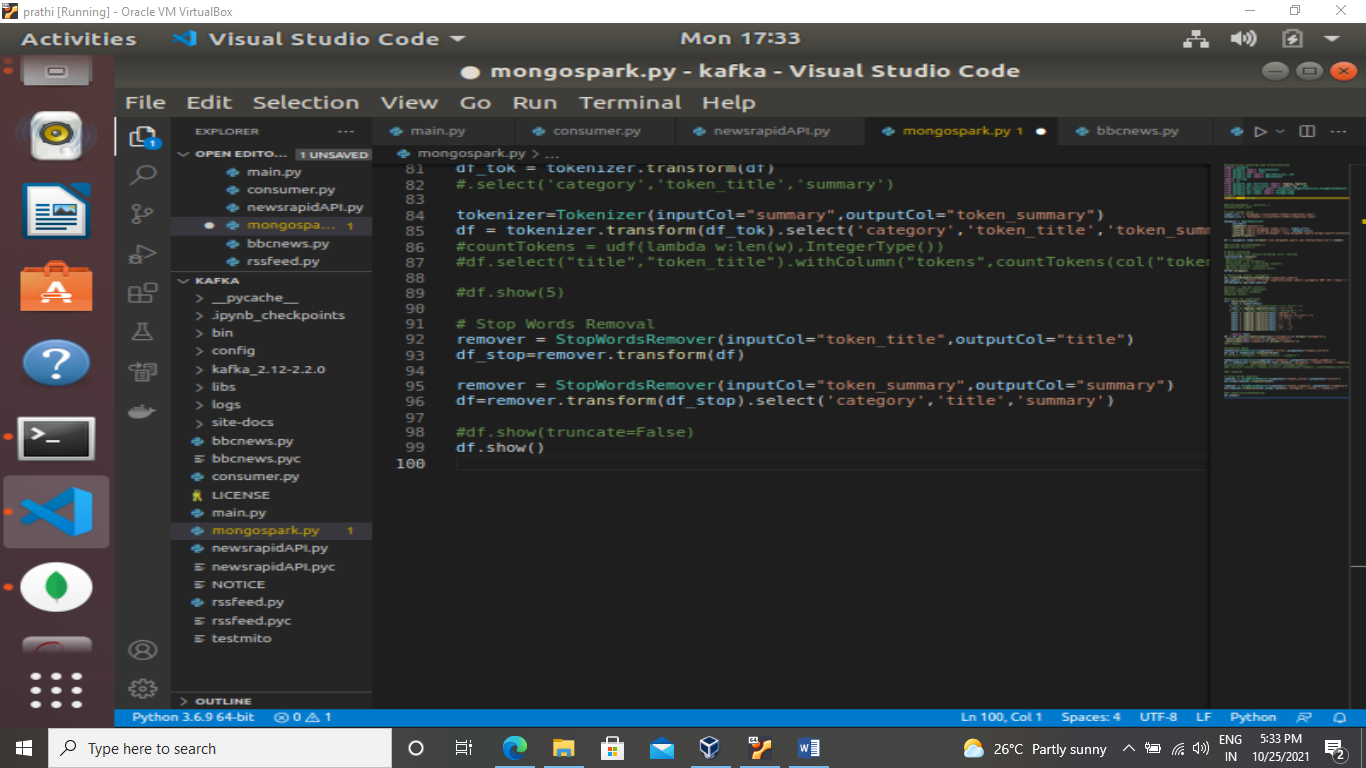 prathi [Running] - Oracle VM VirtualBox
Activities Visual Studio Code Mon 17:33
mongospark.py - kafka - Visual Studio Code
File Edit Selection View Go Run Terminal Help
EXPLORER ···
main.py consumer.py newsrapidAPI.py mongospark.py 1 bbcnews.py
OPEN EDITO... 1 UNSAVED
main.py
consumer.py
newsrapidAPI.py
mongospa... 1
bbcnews.py
rssfeed.py
KAFKA
> __pycache__
> .ipynb_checkpoints
> bin
> config
> kafka_2.12-2.2.0
> libs
> logs
> site-docs
bbcnews.py
bbcnews.pyc
consumer.py
LICENSE
main.py
mongospark.py 1
newsrapidAPI.py
newsrapidAPI.pyc
NOTICE
rssfeed.py
rssfeed.pyc
testmito
> OUTLINE
mongospark.py > ...
81 df_tok = tokenizer.transform(df)
82 #.select('category','token_title','summary')
83
84 tokenizer=Tokenizer(inputCol="summary",outputCol="token_summary")
85 df = tokenizer.transform(df_tok).select('category','token_title','token_summ
86 #countTokens = udf(lambda w:len(w),IntegerType())
87 #df.select("title","token_title").withColumn("tokens",countTokens(col("token
88
89 #df.show(5)
90
91 # Stop Words Removal
92 remover = StopWordsRemover(inputCol="token_title",outputCol="title")
93 df_stop=remover.transform(df)
94
95 remover = StopWordsRemover(inputCol="token_summary",outputCol="summary")
96 df=remover.transform(df_stop).select('category','title','summary')
97
98 #df.show(truncate=False)
99 df.show()
100
Python 3.6.9 64-bit 0 1 Ln 100, Col 1 Spaces: 4 UTF-8 LF Python
Type here to search 26°C Partly sunny ENG IN 5:33 PM 10/25/2021 2